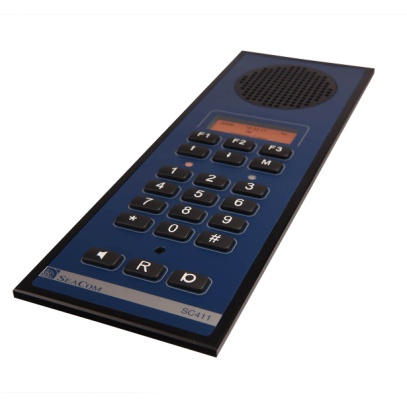 F1 F2 F3
M
1 2 3
4 5 6
7 8 9
* 0 #
R
SEACOM
SC411